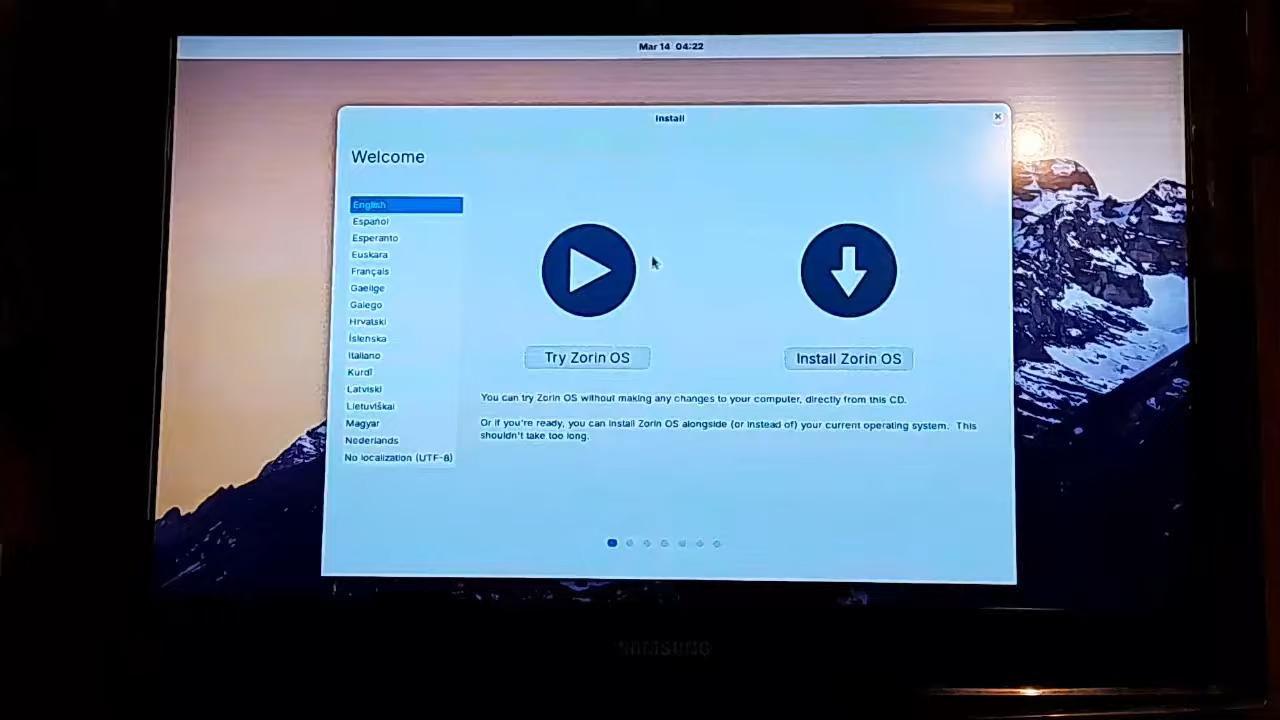 Mar 14 04:22
Install
Welcome
English
Español
Esperanto
Euskara
Français
Gaeilge
Galego
Hrvatski
Íslenska
Italiano
Kurdî
Latviski
Lietuviškai
Magyar
Nederlands
No localization (UTF-8)
Try Zorin OS
Install Zorin OS
You can try Zorin OS without making any changes to your computer, directly from this CD.
Or if you're ready, you can install Zorin OS alongside (or instead of) your current operating system. This
shouldn't take too long.
SAMSUNG